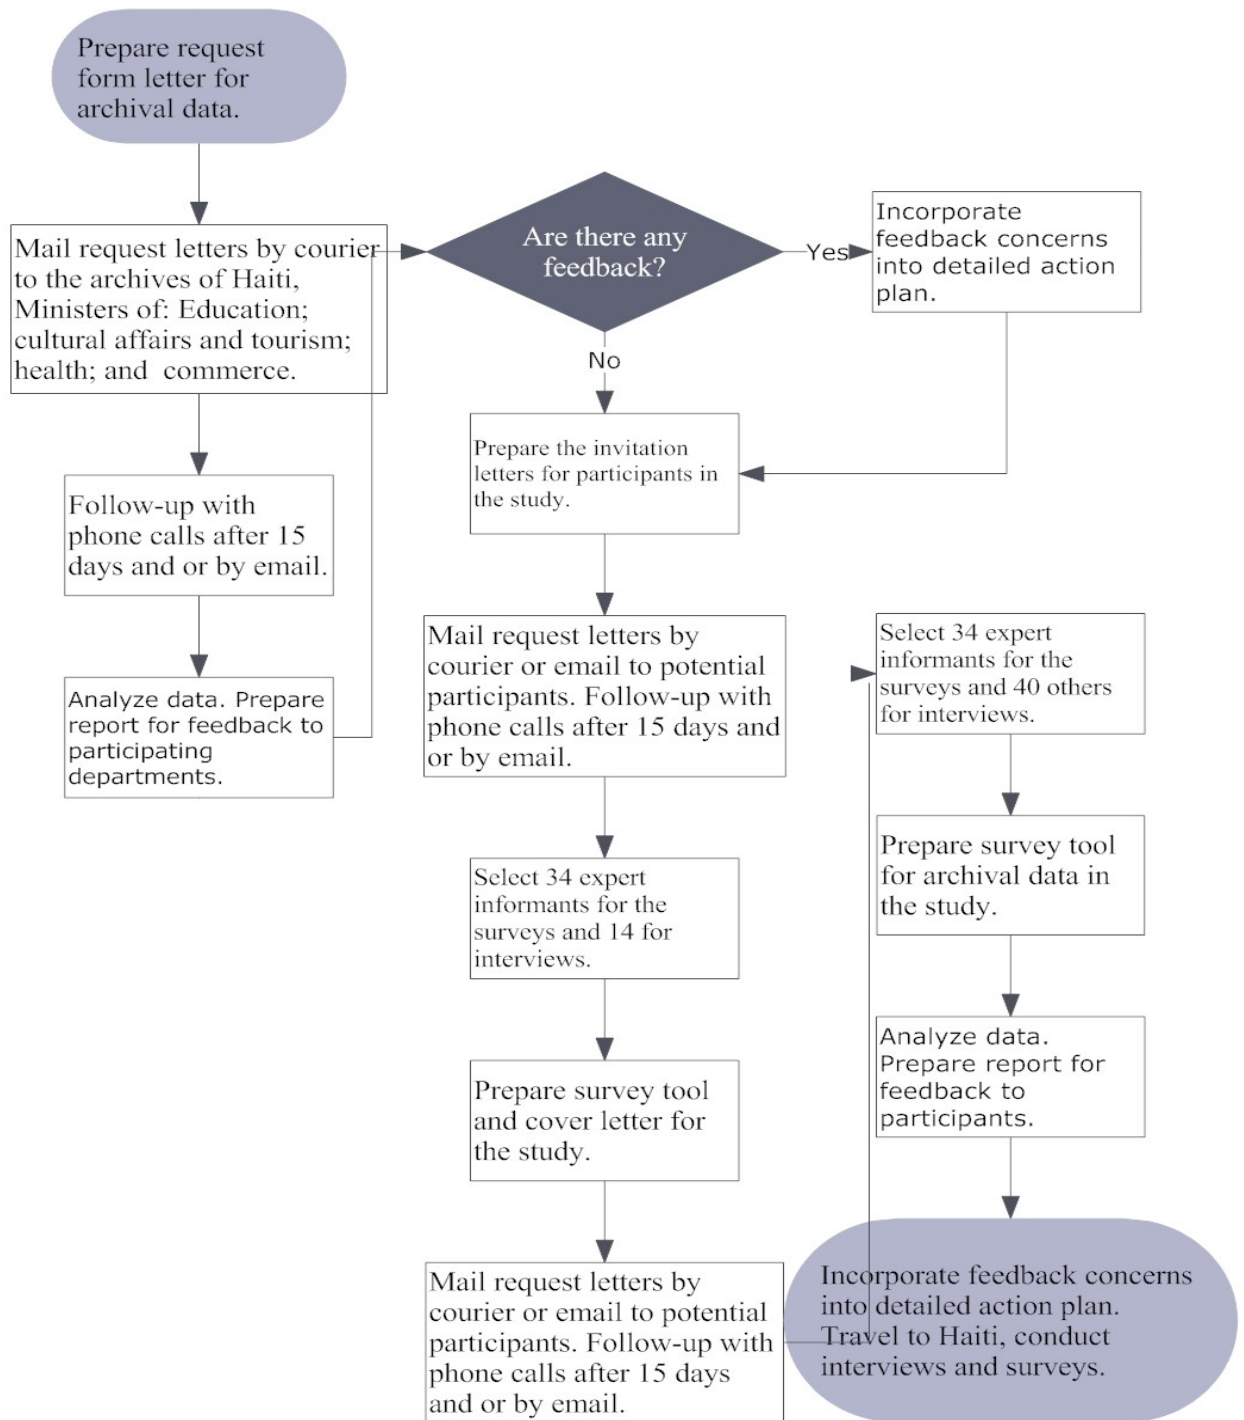 Prepare request
form letter for
archival data.
Mail request letters by courier
to the archives of Haiti,
Ministers of: Education;
cultural affairs and tourism;
health; and commerce.
Follow-up with
phone calls after 15
days and or by email.
Analyze data. Prepare
report for feedback to
participating
departments.
Are there any
feedback?
Yes
Incorporate
feedback concerns
into detailed action
plan.
No
Prepare the invitation
letters for participants in
the study.
Mail request letters by
courier or email to potential
participants. Follow-up with
phone calls after 15 days and
or by email.
Select 34 expert
informants for the
surveys and 14 for
interviews.
Prepare survey tool
and cover letter for
the study.
Mail request letters by
courier or email to potential
participants. Follow-up with
phone calls after 15 days
and or by email.
Select 34 expert
informants for the
surveys and 40 others
for interviews.
Prepare survey tool
for archival data in
the study.
Analyze data.
Prepare report for
feedback to
participants.
Incorporate feedback concerns
into detailed action plan.
Travel to Haiti, conduct
interviews and surveys.